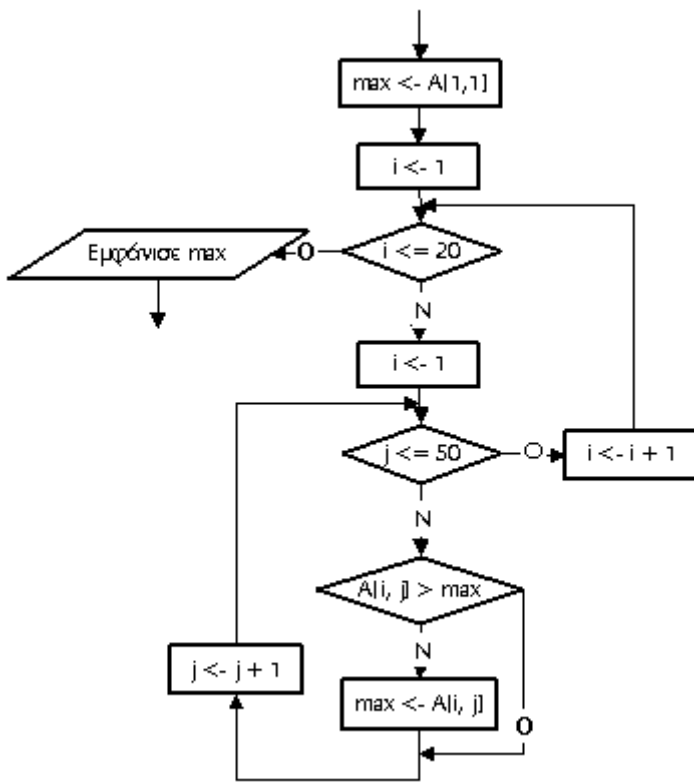 max <- A[1,1]
i <- 1
i <= 20
O
Εμφάνισε max
N
i <- 1
j <= 50
O
i <- i + 1
N
A[i, j] > max
N
j <- j + 1
max <- A[i, j]
O